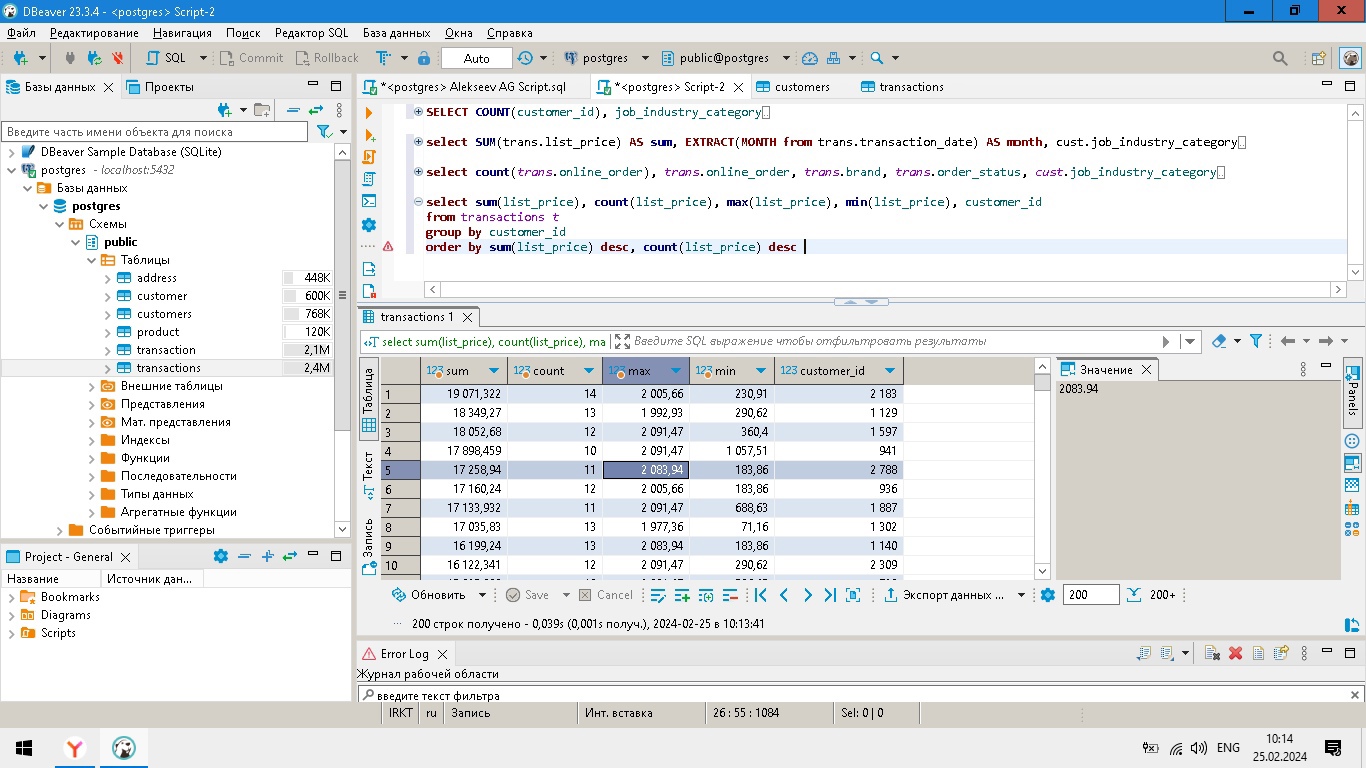 DBeaver 23.3.4 - <postgres> Script-2
Файл Редактирование Навигация Поиск Редактор SQL База данных Окна Справка
SQL Commit Rollback Auto postgres public@postgres
Базы данных Проекты
Введите часть имени объекта для поиска
DBeaver Sample Database (SQLite)
postgres - localhost:5432
Базы данных
postgres
Схемы
public
Таблицы
address 448K
customer 600K
customers 768K
product 120K
transaction 2,1M
transactions 2,4M
Внешние таблицы
Представления
Мат. представления
Индексы
Функции
Последовательности
Типы данных
Агрегатные функции
Событийные триггеры
Project - General
Название Источник дан...
Bookmarks
Diagrams
Scripts
*<postgres> Alekseev AG Script.sql *<postgres> Script-2 customers transactions
SELECT COUNT(customer_id), job_industry_category
select SUM(trans.list_price) AS sum, EXTRACT(MONTH from trans.transaction_date) AS month, cust.job_industry_category
select count(trans.online_order), trans.online_order, trans.brand, trans.order_status, cust.job_industry_category
select sum(list_price), count(list_price), max(list_price), min(list_price), customer_id
from transactions t
group by customer_id
order by sum(list_price) desc, count(list_price) desc
transactions 1
select sum(list_price), count(list_price), ma Введите SQL выражение чтобы отфильтровать результаты
Таблица
Текст
Запись
123 sum 123 count 123 max 123 min 123 customer_id
1 19 071,322 14 2 005,66 230,91 2 183
2 18 349,27 13 1 992,93 290,62 1 129
3 18 052,68 12 2 091,47 360,4 1 597
4 17 898,459 10 2 091,47 1 057,51 941
5 17 258,94 11 2 083,94 183,86 2 788
6 17 160,24 12 2 005,66 183,86 936
7 17 133,932 11 2 091,47 688,63 1 887
8 17 035,83 13 1 977,36 71,16 1 302
9 16 199,24 13 2 083,94 183,86 1 140
10 16 122,341 12 2 091,47 290,62 2 309
Значение
2083.94
Panels
Обновить Save Cancel Экспорт данных ... 200 200+
200 строк получено - 0,039s (0,001s получ.), 2024-02-25 в 10:13:41
Error Log
Журнал рабочей области
введите текст фильтра
IRKT ru Запись Инт. вставка 26 : 55 : 1084 Sel: 0 | 0
ENG 10:14
25.02.2024